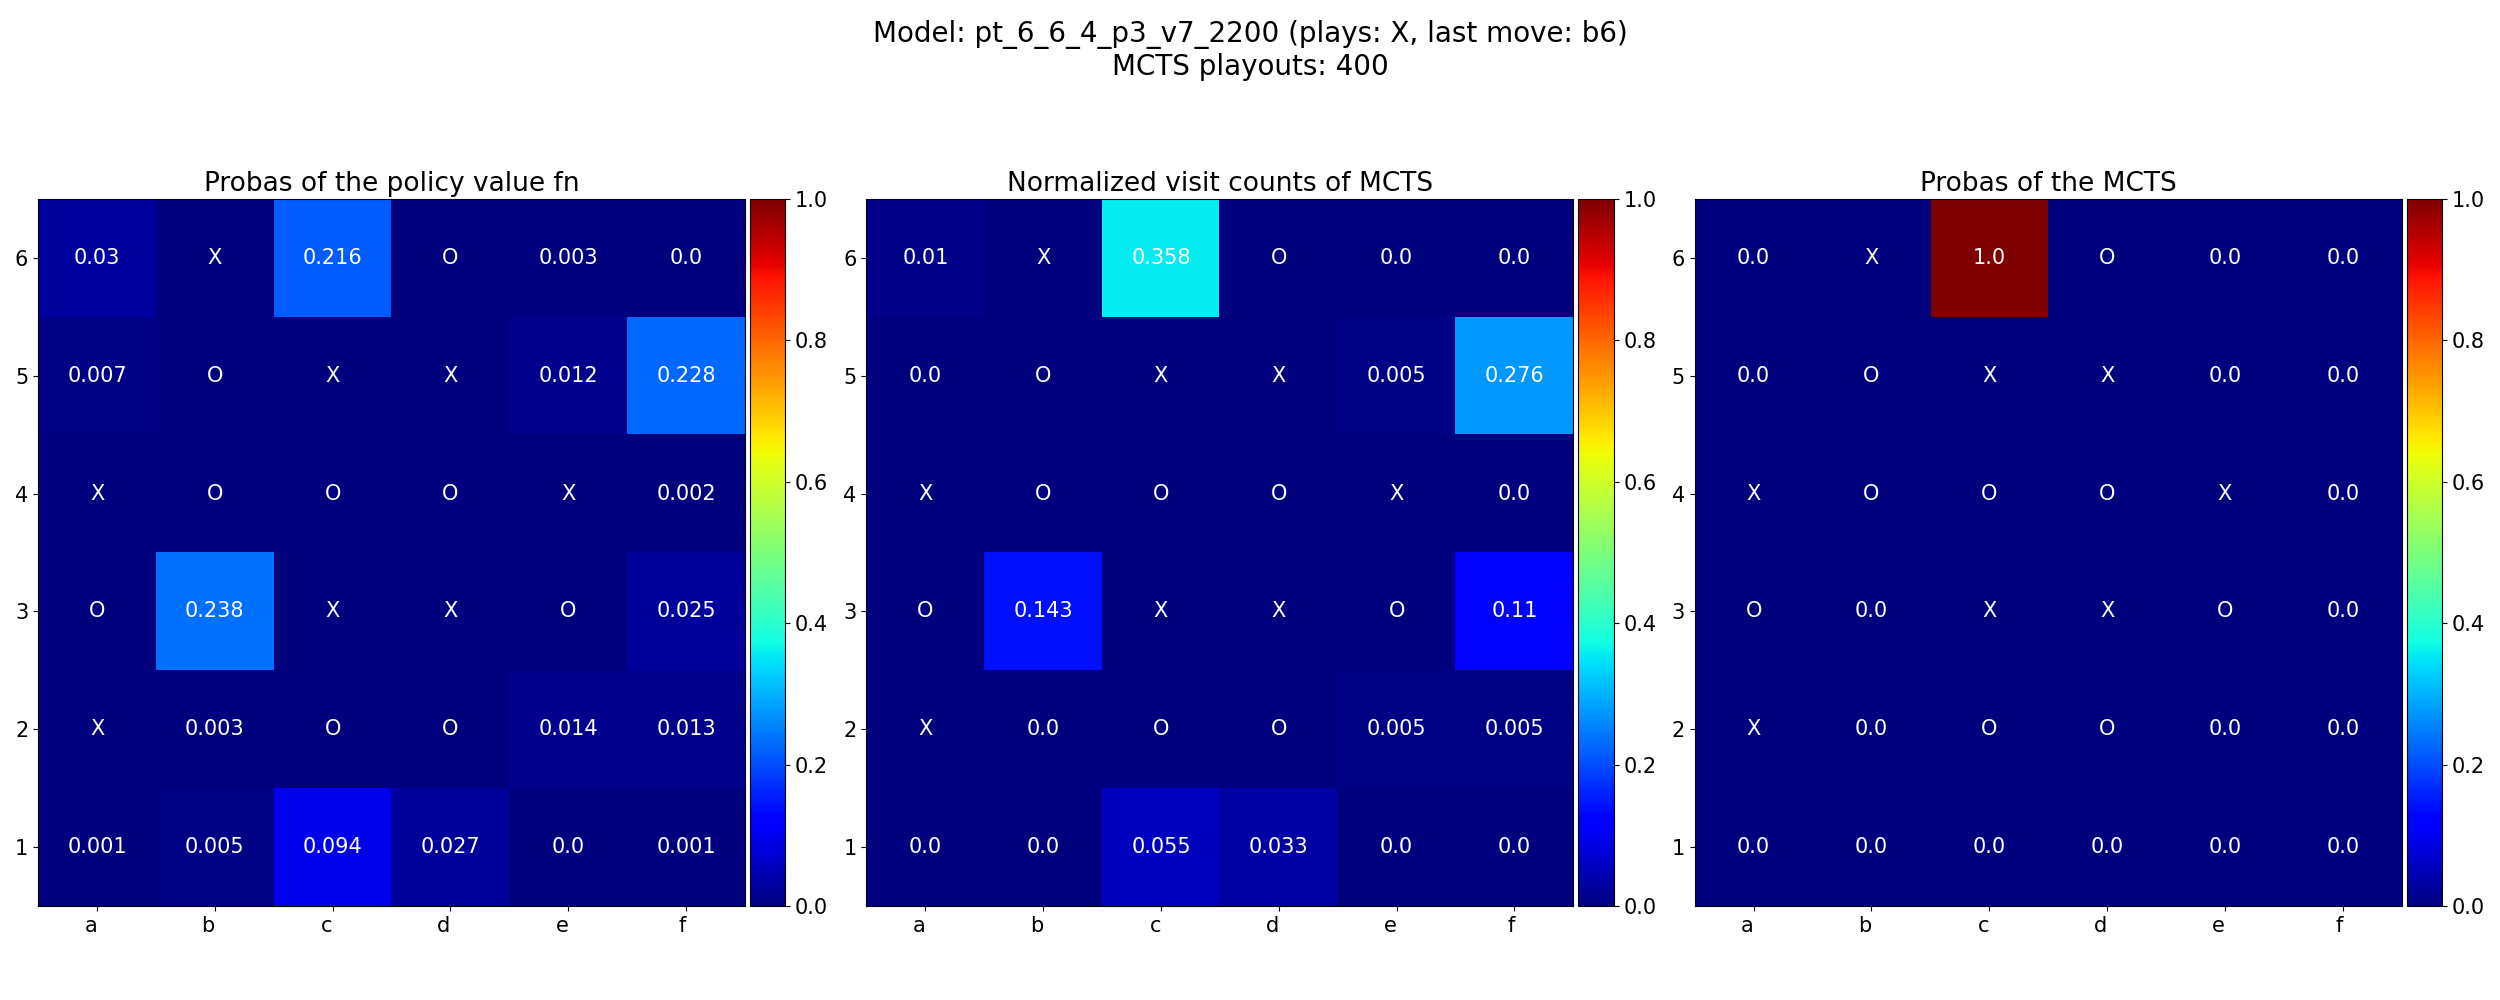 Model: pt_6_6_4_p3_v7_2200 (plays: X, last move: b6)
MCTS playouts: 400
Probas of the policy value fn
6 0.03 X 0.216 O 0.003 0.0
5 0.007 O X X 0.012 0.228
4 X O O O X 0.002
3 O 0.238 X X O 0.025
2 X 0.003 O O 0.014 0.013
1 0.001 0.005 0.094 0.027 0.0 0.001
a b c d e f
1.0
0.8
0.6
0.4
0.2
0.0
Normalized visit counts of MCTS
6 0.01 X 0.358 O 0.0 0.0
5 0.0 O X X 0.005 0.276
4 X O O O X 0.0
3 O 0.143 X X O 0.11
2 X 0.0 O O 0.005 0.005
1 0.0 0.0 0.055 0.033 0.0 0.0
a b c d e f
1.0
0.8
0.6
0.4
0.2
0.0
Probas of the MCTS
6 0.0 X 1.0 O 0.0 0.0
5 0.0 O X X 0.0 0.0
4 X O O O X 0.0
3 O 0.0 X X O 0.0
2 X 0.0 O O 0.0 0.0
1 0.0 0.0 0.0 0.0 0.0 0.0
a b c d e f
1.0
0.8
0.6
0.4
0.2
0.0